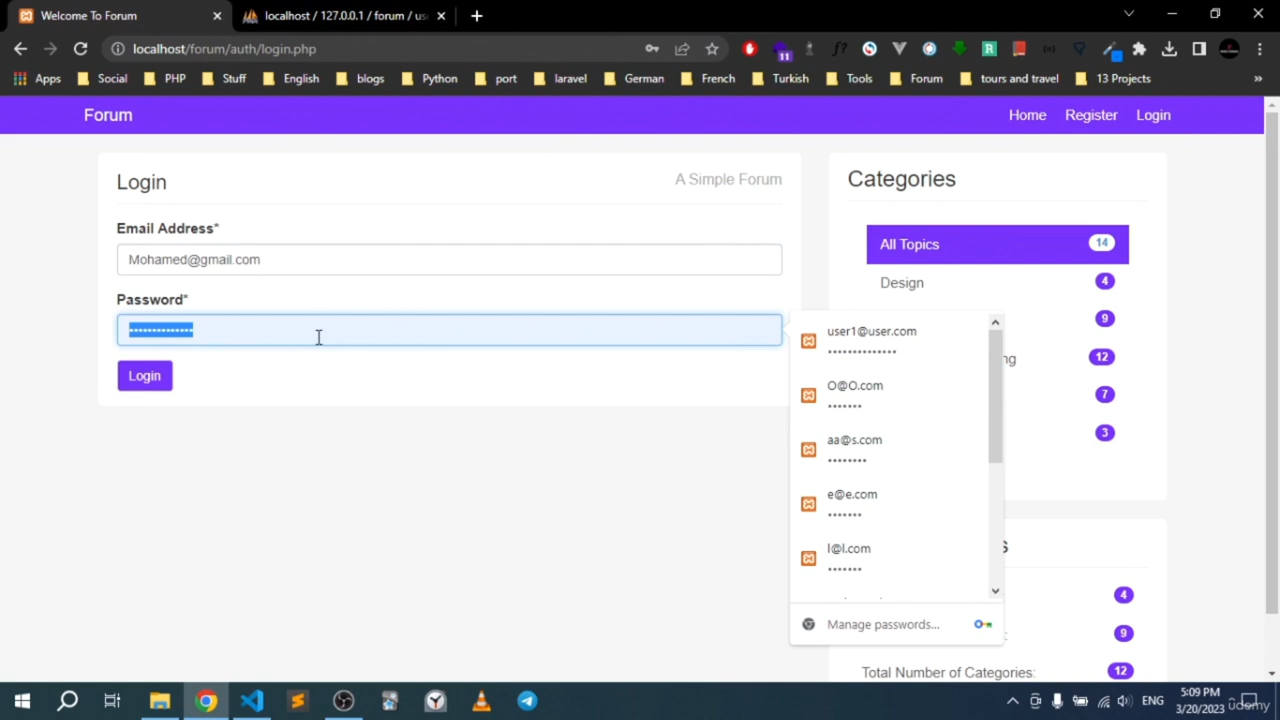 Welcome To Forum
localhost / 127.0.0.1 / forum / us
localhost/forum/auth/login.php
11
Apps
Social
PHP
Stuff
English
blogs
Python
port
laravel
German
French
Turkish
Tools
Forum
tours and travel
13 Projects
Forum
Home
Register
Login
Login
A Simple Forum
Email Address*
Mohamed@gmail.com
Password*
••••••••••••••
Login
Categories
All Topics
14
Design
4
9
ng
12
7
3
user1@user.com
••••••••••••••
O@O.com
•••••••
aa@s.com
••••••••
e@e.com
•••••••
•••••••
Manage passwords...
s
4
9
Total Number of Categories:
12
ENG
5:09 PM
3/20/2023
ûdemy